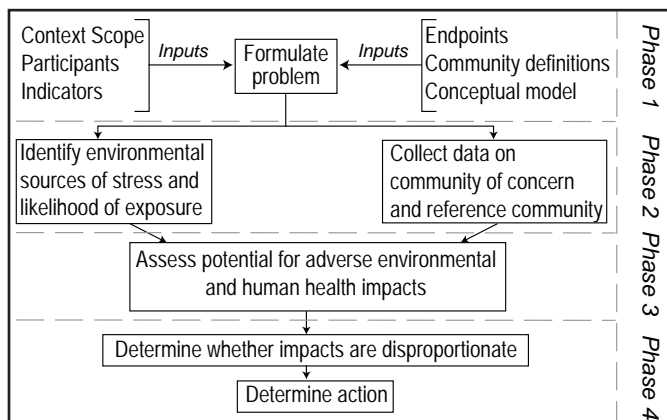 Context Scope
Participants
Indicators
Inputs
Formulate
problem
Inputs
Endpoints
Community definitions
Conceptual model
Phase 1
Identify environmental
sources of stress and
likelihood of exposure
Collect data on
community of concern
and reference community
Phase 2
Assess potential for adverse environmental
and human health impacts
Phase 3
Determine whether impacts are disproportionate
Determine action
Phase 4